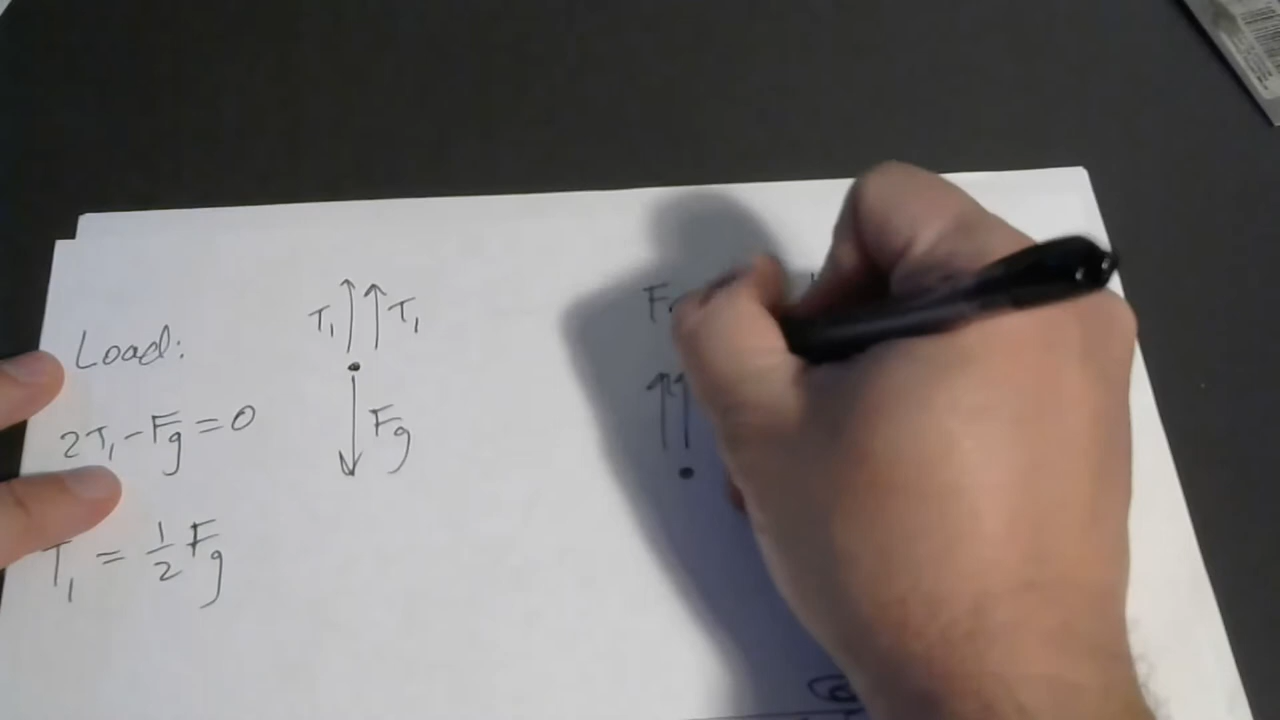 Load:
T₁ T₁
2T₁ - Fg = 0
Fg
T₁ = 1/2 Fg
F